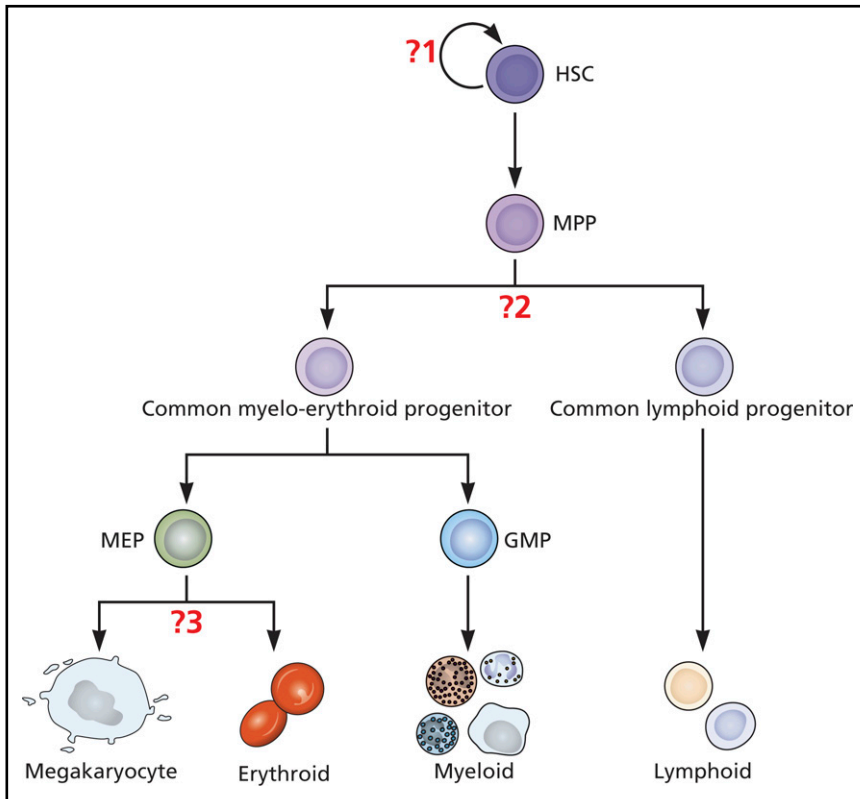 ?1
HSC
MPP
?2
Common myelo-erythroid progenitor
Common lymphoid progenitor
MEP
GMP
?3
Megakaryocyte
Erythroid
Myeloid
Lymphoid